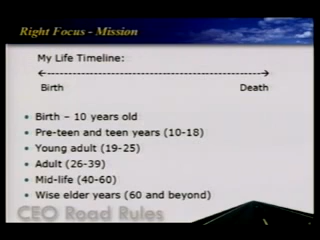 Right Focus - Mission
My Life Timeline:
Birth Death
Birth – 10 years old
Pre-teen and teen years (10-18)
Young adult (19-25)
Adult (26-39)
Mid-life (40-60)
Wise elder years (60 and beyond)
CEO Road Rules